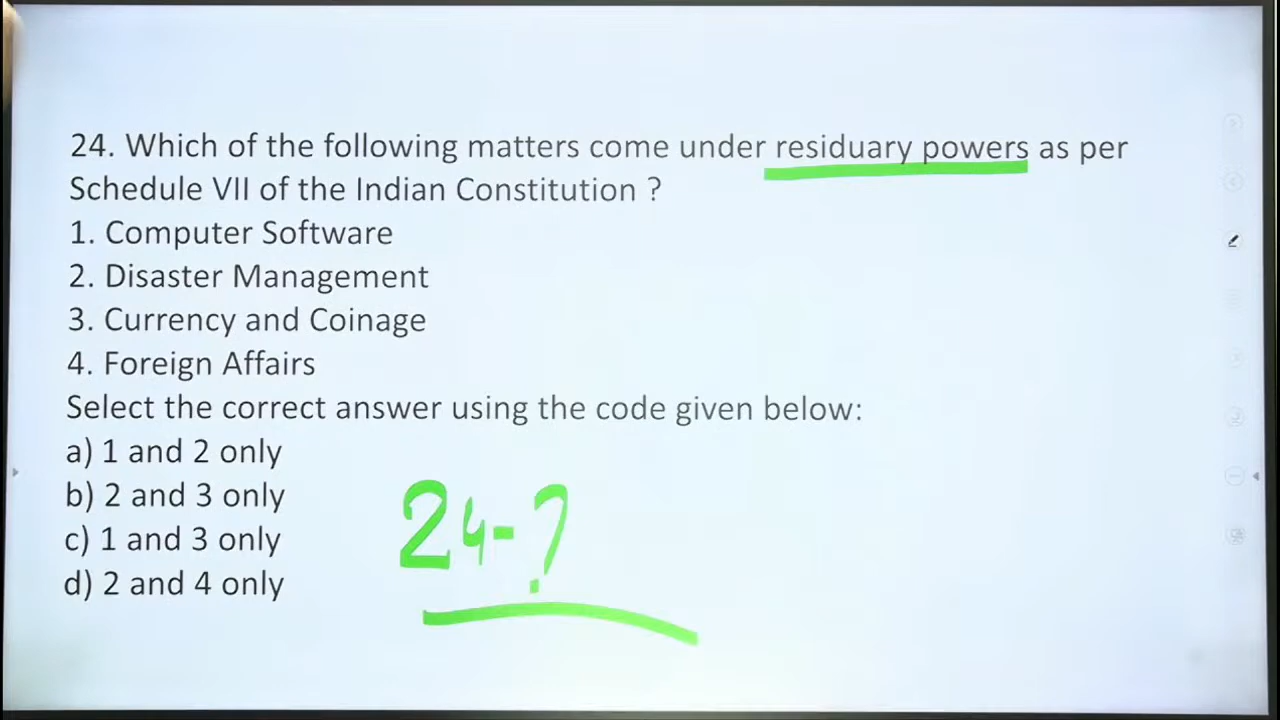 24. Which of the following matters come under residuary powers as per
Schedule VII of the Indian Constitution ?
1. Computer Software
2. Disaster Management
3. Currency and Coinage
4. Foreign Affairs
Select the correct answer using the code given below:
a) 1 and 2 only
b) 2 and 3 only
c) 1 and 3 only
d) 2 and 4 only
24-?